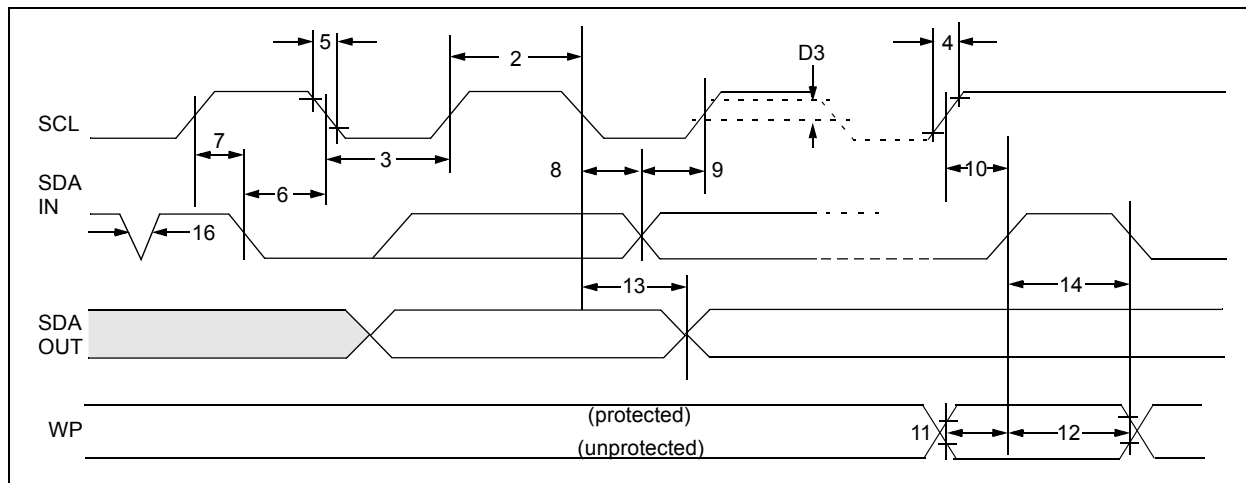 5
2
D3
4
SCL
7
3
8
9
10
SDA
IN
6
16
13
14
SDA
OUT
WP
(protected)
(unprotected)
11
12